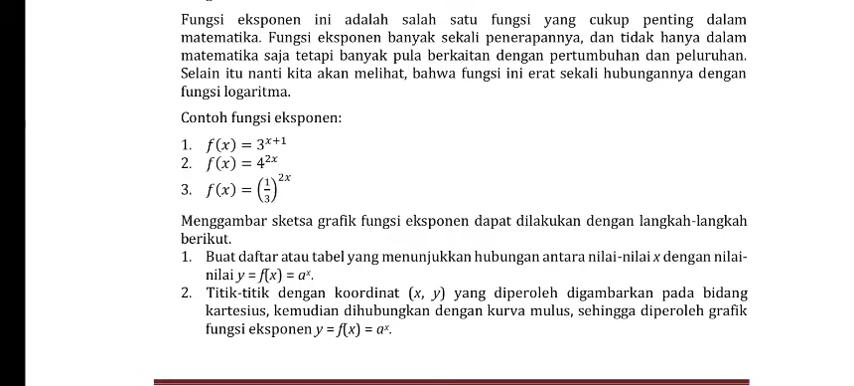 Fungsi eksponen ini adalah salah satu fungsi yang cukup penting dalam
matematika. Fungsi eksponen banyak sekali penerapannya, dan tidak hanya dalam
matematika saja tetapi banyak pula berkaitan dengan pertumbuhan dan peluruhan.
Selain itu nanti kita akan melihat, bahwa fungsi ini erat sekali hubungannya dengan
fungsi logaritma.
Contoh fungsi eksponen:
1. f(x) = 3^{x+1}
2. f(x) = 4^{2x}
3. f(x) = (1/3)^{2x}
Menggambar sketsa grafik fungsi eksponen dapat dilakukan dengan langkah-langkah
berikut.
1. Buat daftar atau tabel yang menunjukkan hubungan antara nilai-nilai x dengan nilai-
nilai y = f(x) = aˣ.
2. Titik-titik dengan koordinat (x, y) yang diperoleh digambarkan pada bidang
kartesius, kemudian dihubungkan dengan kurva mulus, sehingga diperoleh grafik
fungsi eksponen y = f(x) = aˣ.